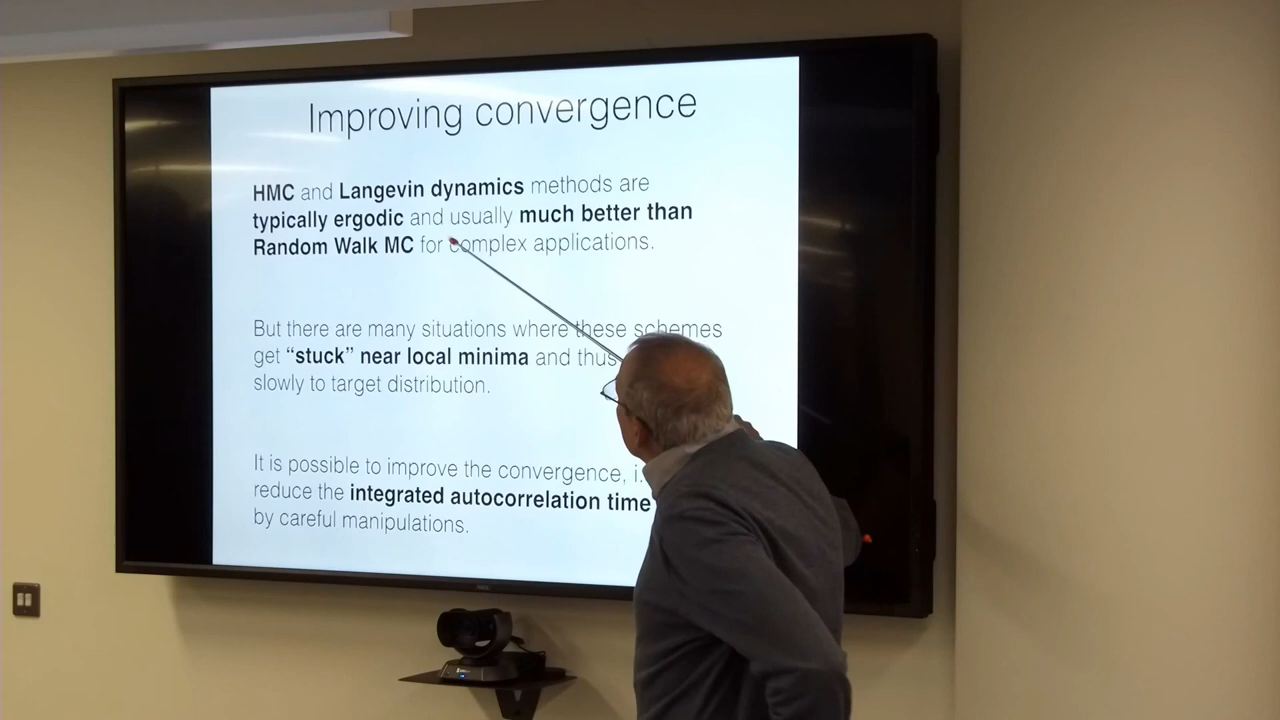 Improving convergence
HMC and Langevin dynamics methods are
typically ergodic and usually much better than
Random Walk MC for complex applications.
But there are many situations where these schemes
get “stuck” near local minima and thus
slowly to target distribution.
It is possible to improve the convergence, i.
reduce the integrated autocorrelation time
by careful manipulations.